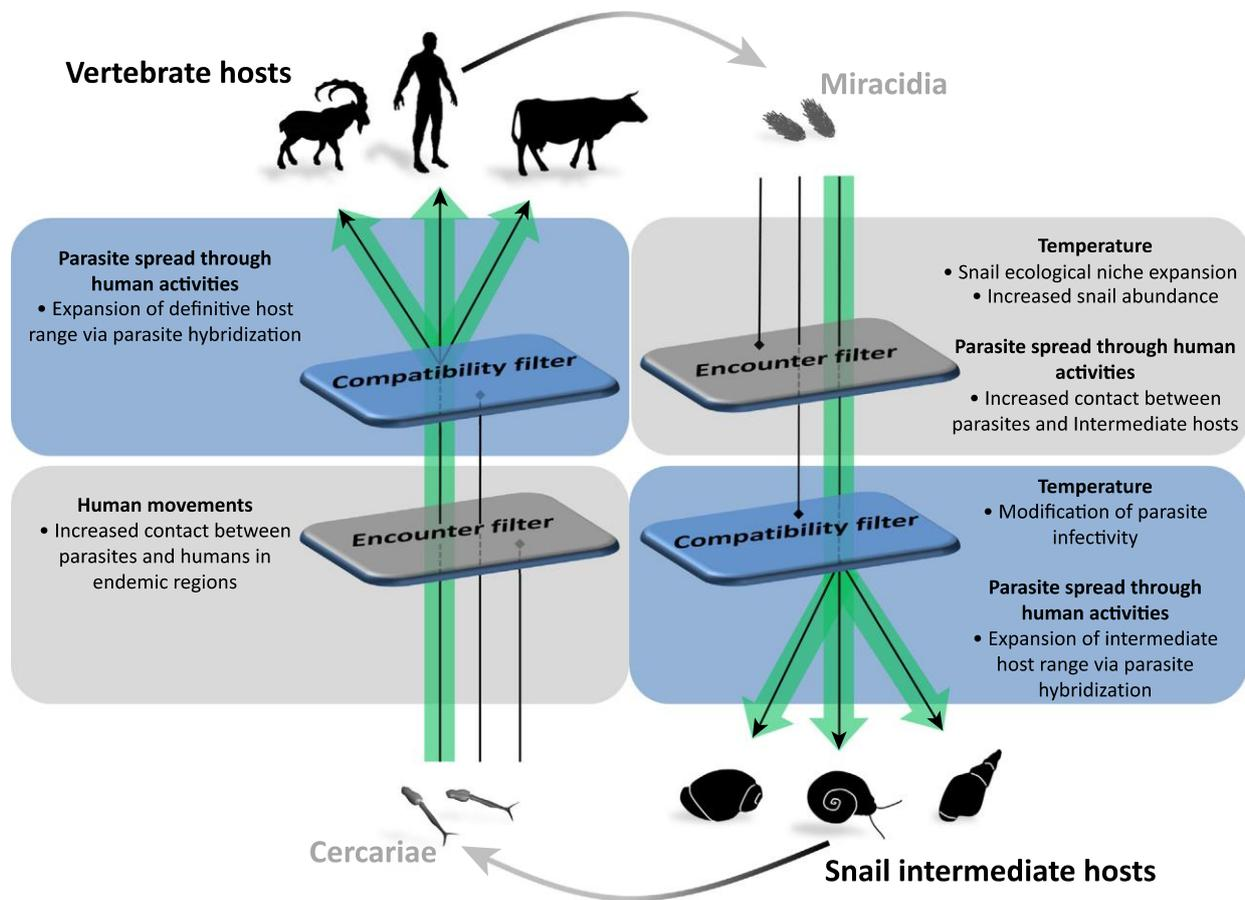 Vertebrate hosts
Miracidia
Parasite spread through
human activities
• Expansion of definitive host
range via parasite hybridization
Compatibility filter
Temperature
• Snail ecological niche expansion
• Increased snail abundance
Parasite spread through human
activities
• Increased contact between
parasites and Intermediate hosts
Encounter filter
Human movements
• Increased contact between
parasites and humans in
endemic regions
Encounter filter
Temperature
• Modification of parasite
infectivity
Parasite spread through
human activities
• Expansion of intermediate
host range via parasite
hybridization
Compatibility filter
Cercariae
Snail intermediate hosts